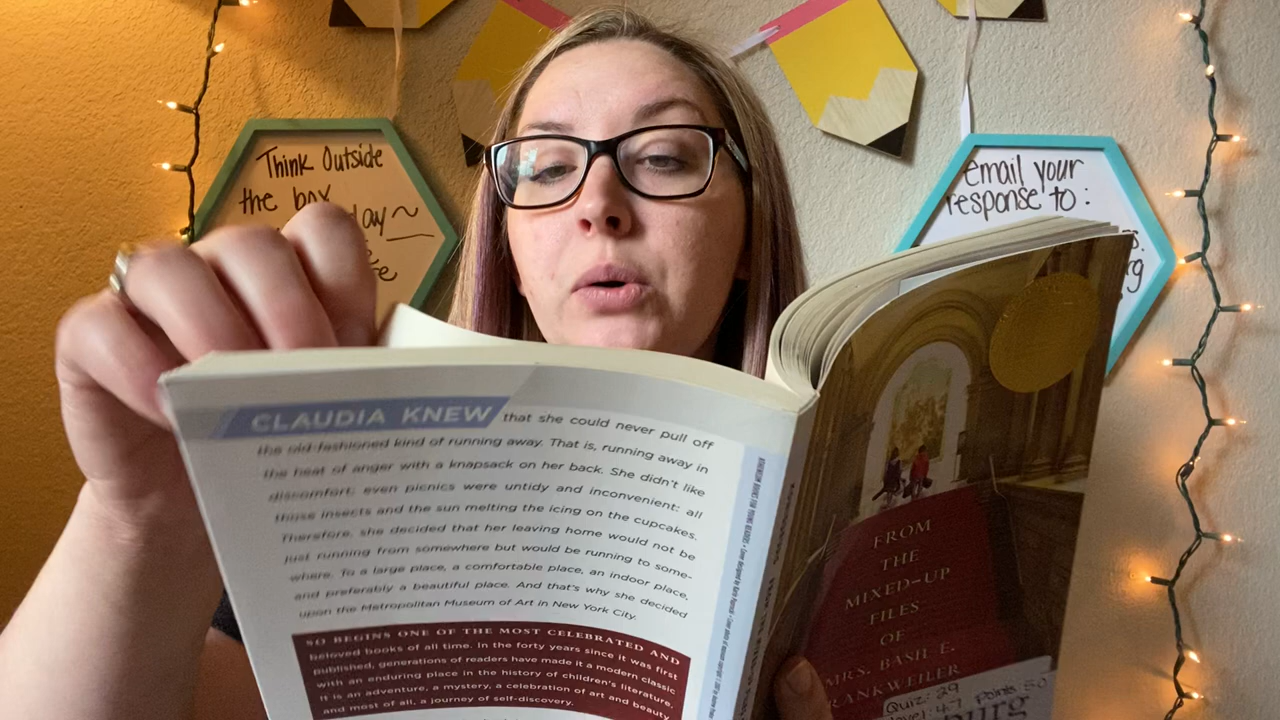 Think Outside
the box
day ~
email your
response to:
CLAUDIA KNEW that she could never pull off
the old-fashioned kind of running away. That is, running away in
the heat of anger with a knapsack on her back. She didn't like
discomfort; even picnics were untidy and inconvenient: all
those insects and the sun melting the icing on the cupcakes.
Therefore, she decided that her leaving home would not be
just running from somewhere but would be running to some-
where. To a large place, a comfortable place, an indoor place,
and preferably a beautiful place. And that's why she decided
upon the Metropolitan Museum of Art in New York City.
SO BEGINS ONE OF THE MOST CELEBRATED AND
beloved books of all time. In the forty years since it was first
published, generations of readers have made it a modern classic
with an enduring place in the history of children's literature.
It is an adventure, a mystery, a celebration of art and beauty,
and most of all, a journey of self-discovery.
FROM
THE
MIXED-UP
FILES
OF
MRS. BASIL E.
FRANKWEILER
Quiz: 29
level: 4.7 Points: 5.0
burg